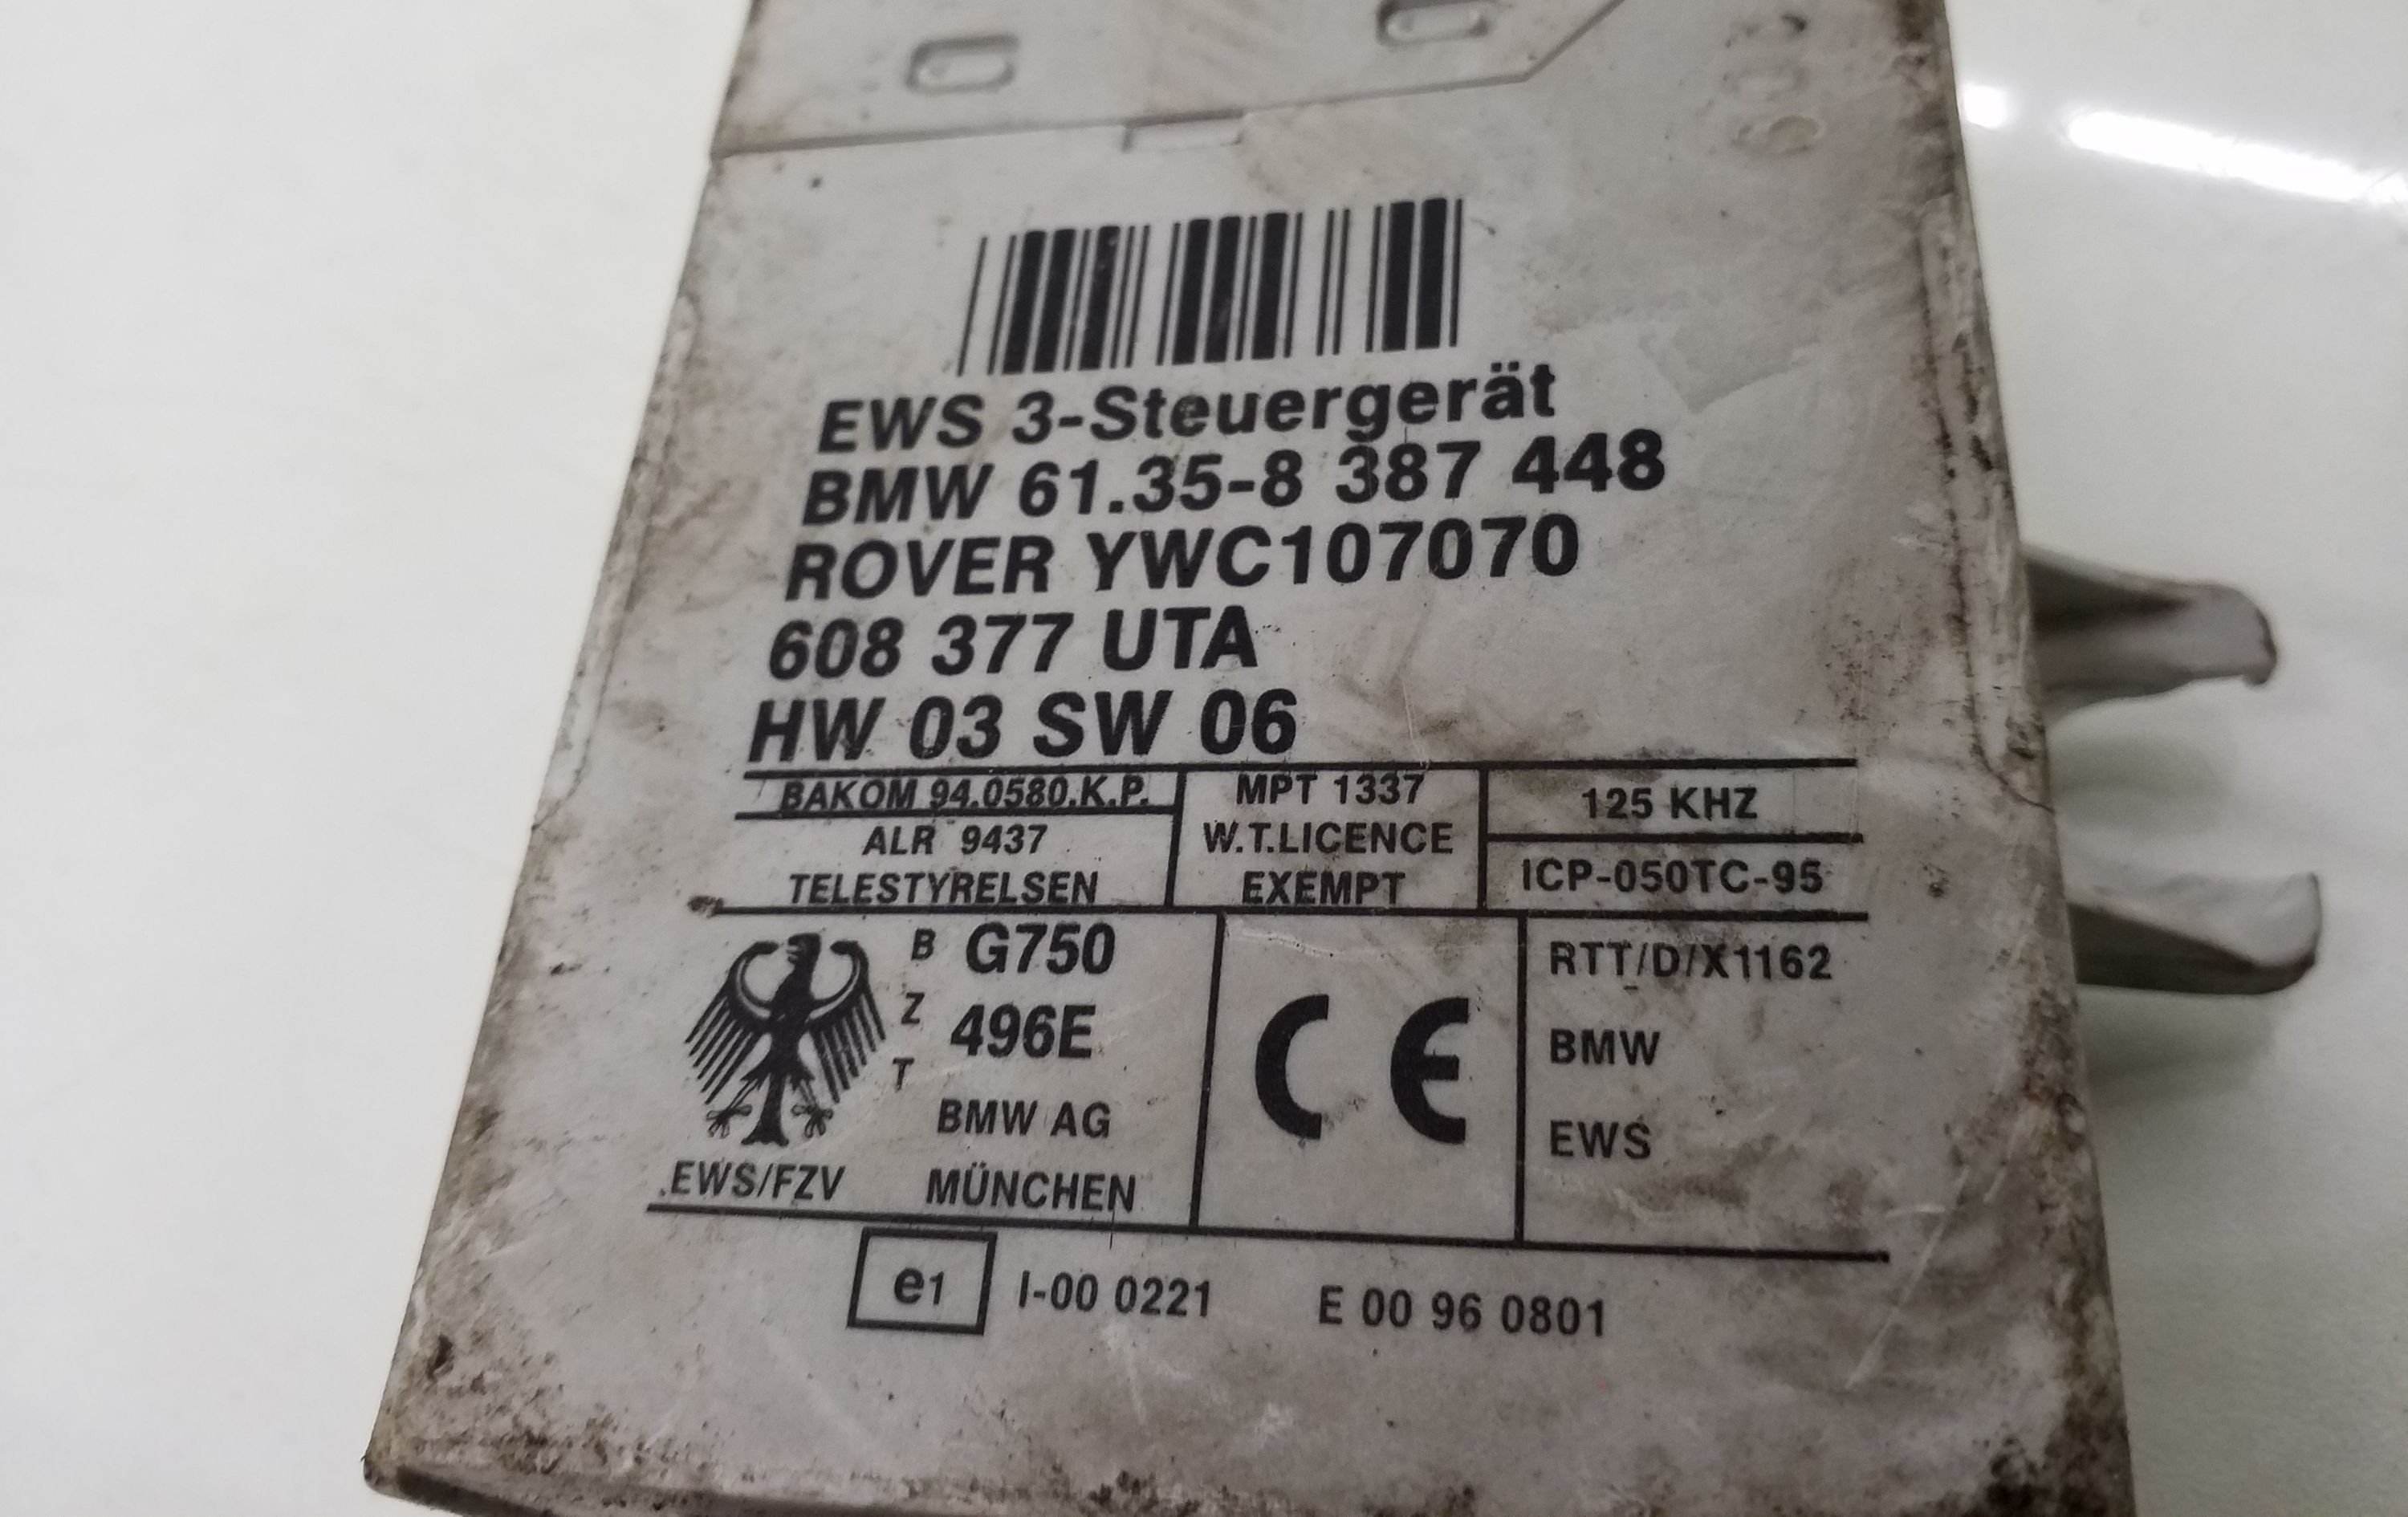 EWS 3-Steuergerät
BMW 61.35-8 387 448
ROVER YWC107070
608 377 UTA
HW 03 SW 06
BAKOM 94.0580.K.P.
ALR 9437
TELESTYRELSEN
MPT 1337
W.T.LICENCE
EXEMPT
125 KHZ
ICP-050TC-95
B G750
Z 496E
T
BMW AG
EWS/FZV MÜNCHEN
CE
RTT/D/X1162
BMW
EWS
e1 I-00 0221 E 00 96 0801